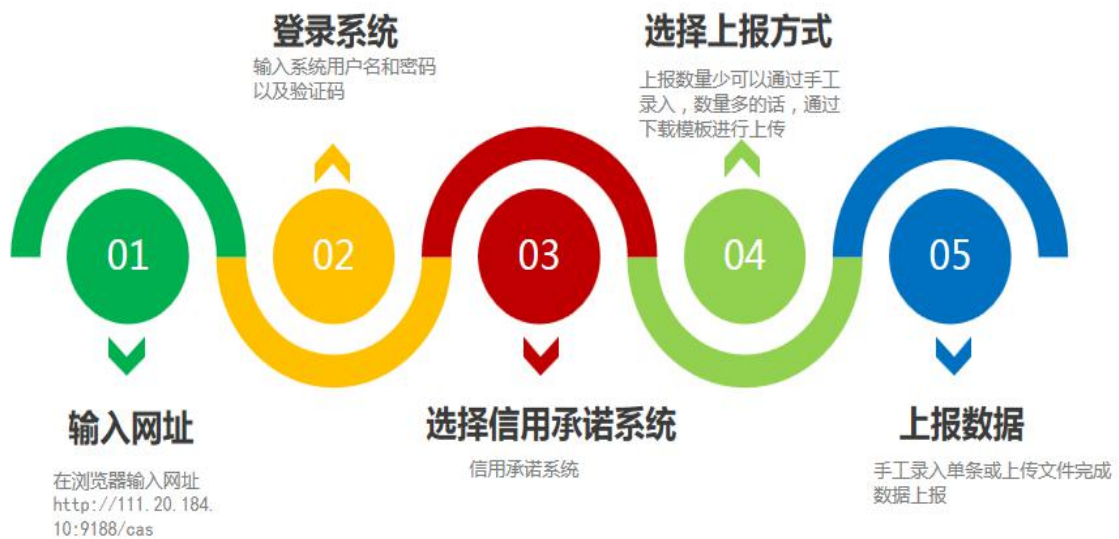 登录系统
输入系统用户名和密码
以及验证码
选择上报方式
上报数量少可以通过手工
录入，数量多的话，通过
下载模板进行上传
01
02
03
04
05
输入网址
在浏览器输入网址
http://111.20.184.
10:9188/cas
选择信用承诺系统
信用承诺系统
上报数据
手工录入单条或上传文件完成
数据上报